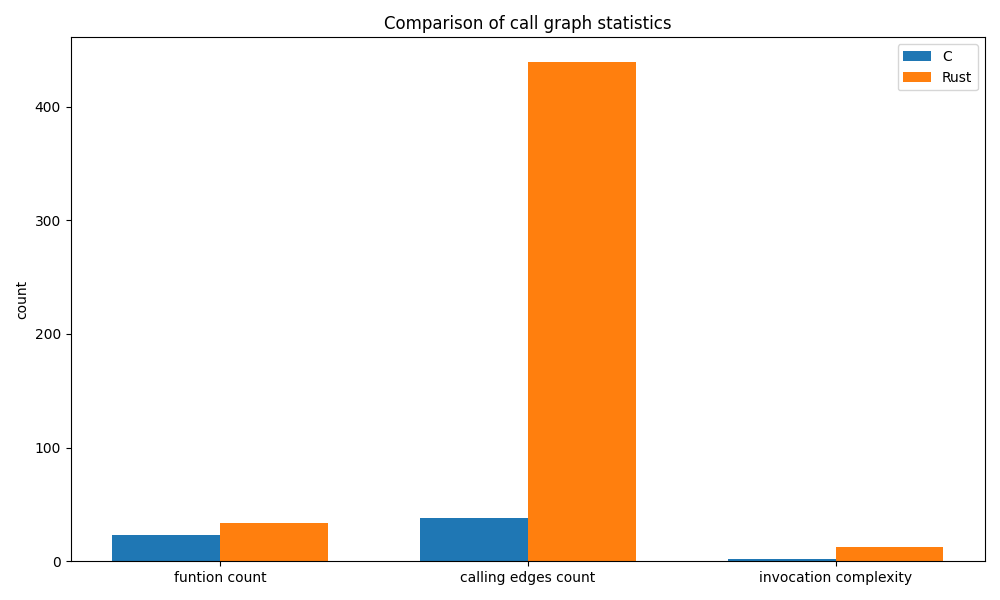 Comparison of call graph statistics
C
Rust
count
400
300
200
100
0
funtion count
calling edges count
invocation complexity